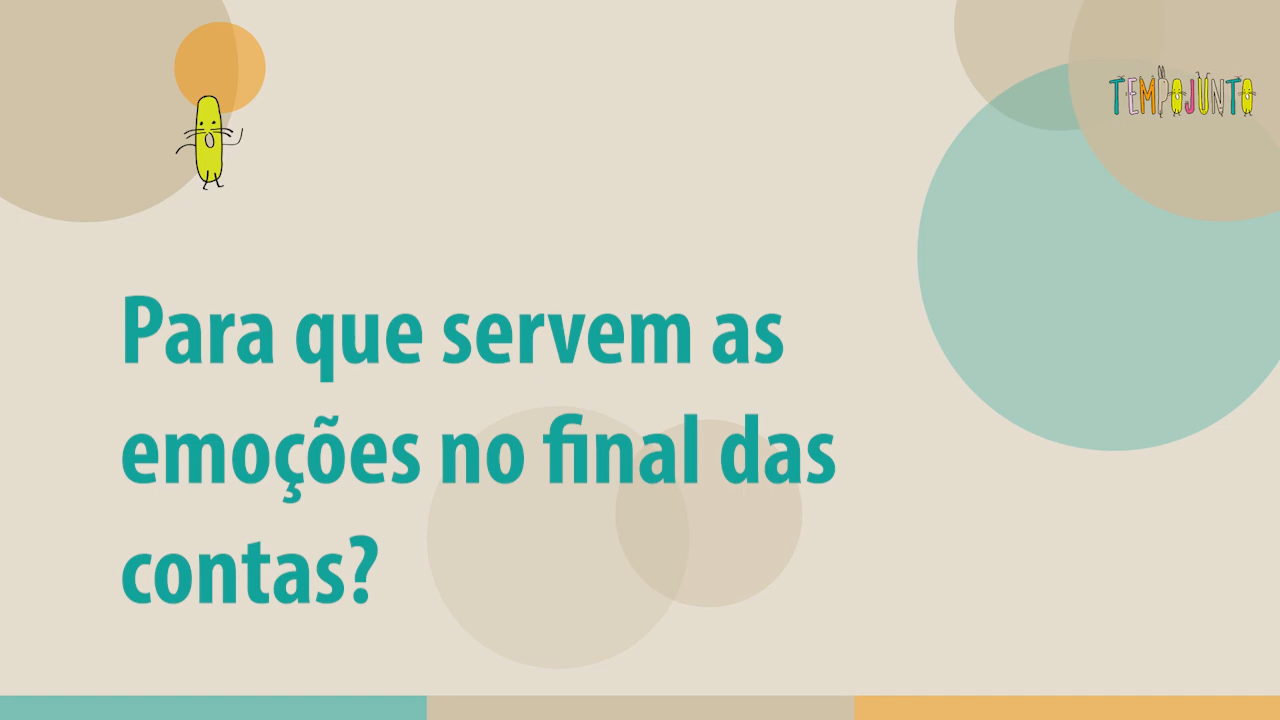 TEMPOJUNTO
Para que servem as
emoções no final das
contas?